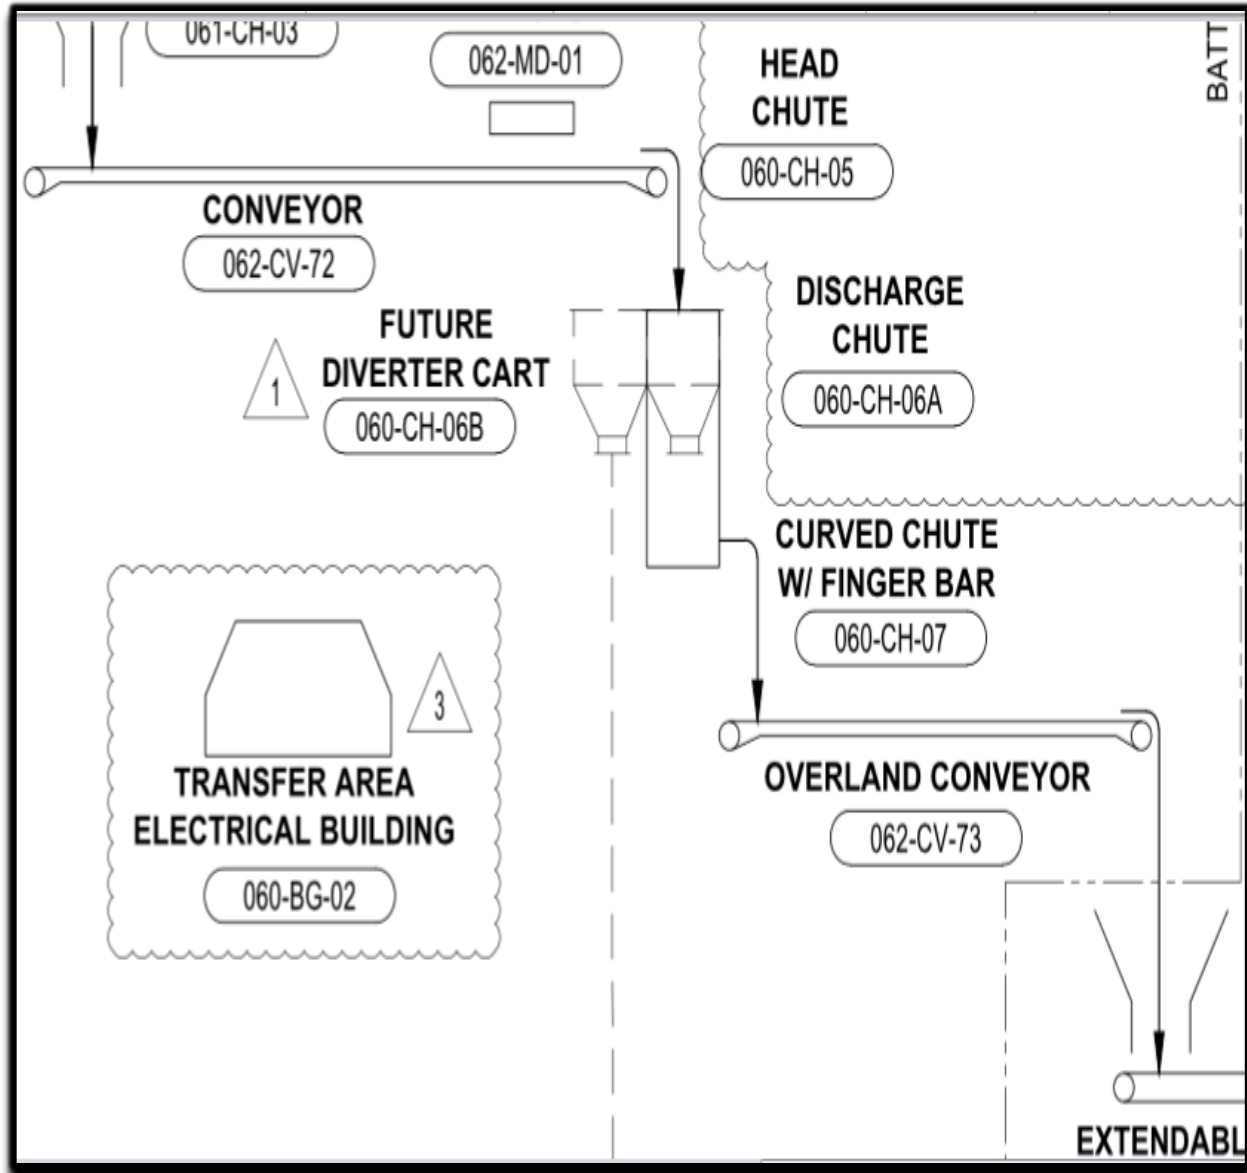 061-CH-03
062-MD-01
HEAD
CHUTE
060-CH-05
BATT
CONVEYOR
062-CV-72
DISCHARGE
CHUTE
060-CH-06A
FUTURE
DIVERTER CART
060-CH-06B
1
CURVED CHUTE
W/ FINGER BAR
060-CH-07
3
TRANSFER AREA
ELECTRICAL BUILDING
060-BG-02
OVERLAND CONVEYOR
062-CV-73
EXTENDABL